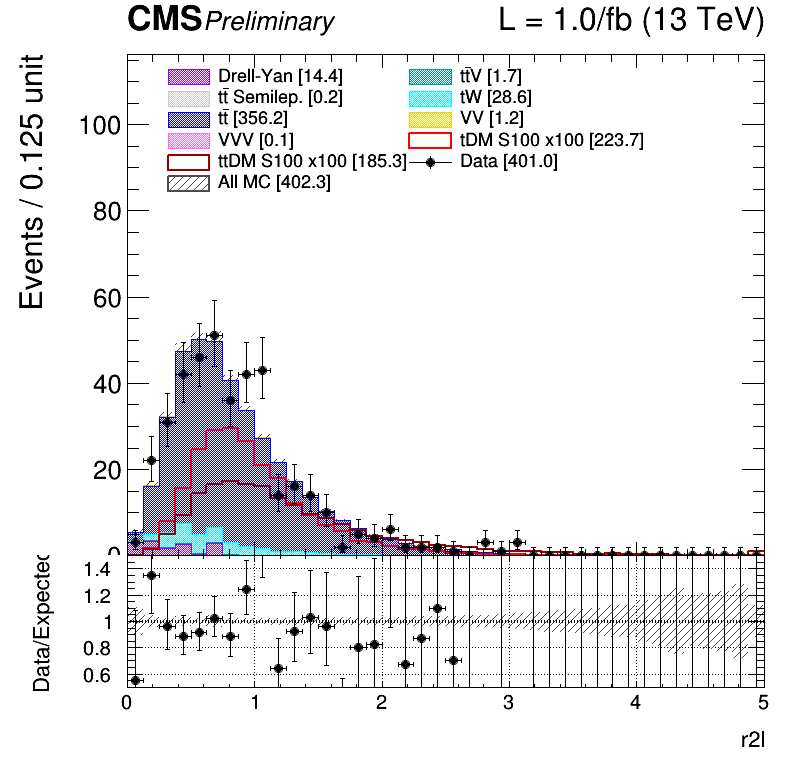 CMS Preliminary L = 1.0/fb (13 TeV)
Events / 0.125 unit
Drell-Yan [14.4]
tt̄V [1.7]
tt̄ Semilep. [0.2]
tW [28.6]
tt̄ [356.2]
VV [1.2]
VVV [0.1]
tDM S100 x100 [223.7]
ttDM S100 x100 [185.3]
Data [401.0]
All MC [402.3]
100
80
60
40
20
0
Data/Expected
1.4
1.2
1
0.8
0.6
0 1 2 3 4 5
r2l